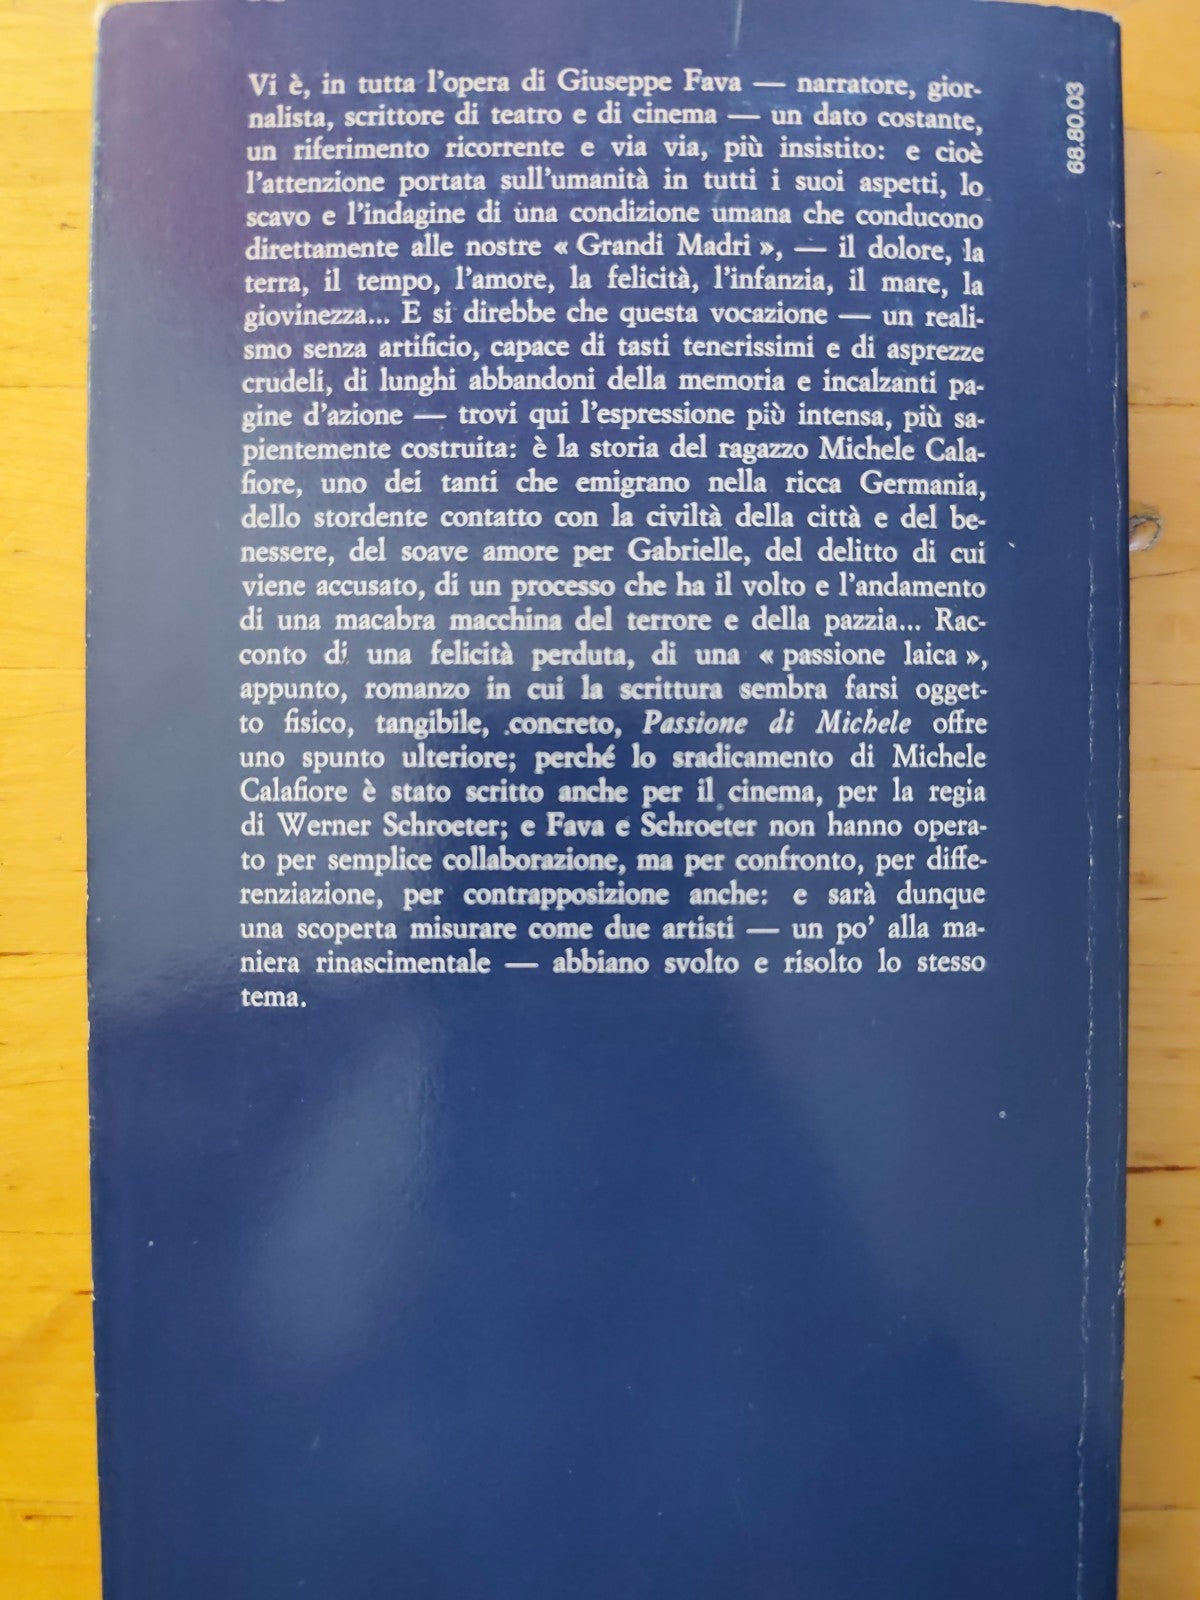 Vi è, in tutta l'opera di Giuseppe Fava — narratore, gior-
nalista, scrittore di teatro e di cinema — un dato costante,
un riferimento ricorrente e via via, più insistito: e cioè
l'attenzione portata sull'umanità in tutti i suoi aspetti, lo
scavo e l'indagine di una condizione umana che conducono
direttamente alle nostre « Grandi Madri », — il dolore, la
terra, il tempo, l'amore, la felicità, l'infanzia, il mare, la
giovinezza... E si direbbe che questa vocazione — un reali-
smo senza artificio, capace di tasti tenerissimi e di asprezze
crudeli, di lunghi abbandoni della memoria e incalzanti pa-
gine d'azione — trovi qui l'espressione più intensa, più sa-
pientemente costruita: è la storia del ragazzo Michele Cala-
fiore, uno dei tanti che emigrano nella ricca Germania,
dello stordente contatto con la civiltà della città e del be-
nessere, del soave amore per Gabrielle, del delitto di cui
viene accusato, di un processo che ha il volto e l'andamento
di una macabra macchina del terrore e della pazzia... Rac-
conto di una felicità perduta, di una « passione laica »,
appunto, romanzo in cui la scrittura sembra farsi ogget-
to fisico, tangibile, concreto, Passione di Michele offre
uno spunto ulteriore; perché lo sradicamento di Michele
Calafiore è stato scritto anche per il cinema, per la regia
di Werner Schroeter; e Fava e Schroeter non hanno opera-
to per semplice collaborazione, ma per confronto, per diffe-
renziazione, per contrapposizione anche: e sarà dunque
una scoperta misurare come due artisti — un po' alla ma-
niera rinascimentale — abbiano svolto e risolto lo stesso
tema.
68.80.03